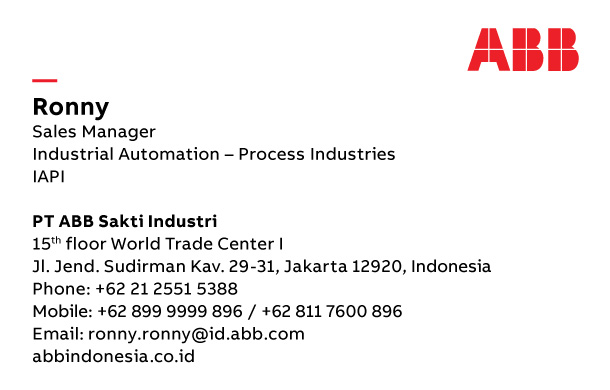 ABB
Ronny
Sales Manager
Industrial Automation – Process Industries
IAPI
PT ABB Sakti Industri
15th floor World Trade Center I
Jl. Jend. Sudirman Kav. 29-31, Jakarta 12920, Indonesia
Phone: +62 21 2551 5388
Mobile: +62 899 9999 896 / +62 811 7600 896
Email: ronny.ronny@id.abb.com
abbindonesia.co.id